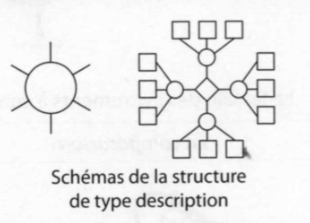 Schémas de la structure
de type description